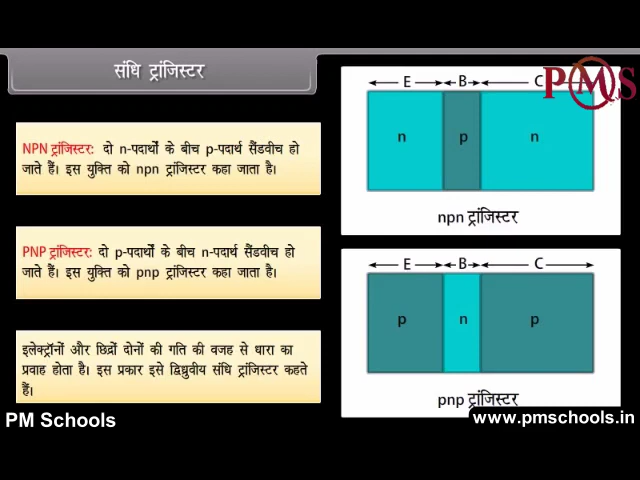 संधि ट्रांजिस्टर
PMS
NPN ट्रांजिस्टर: दो n-पदार्थों के बीच p-पदार्थ सैंडवीच हो
जाते हैं। इस युक्ति को npn ट्रांजिस्टर कहा जाता है।
PNP ट्रांजिस्टर: दो p-पदार्थों के बीच n-पदार्थ सैंडवीच हो
जाते हैं। इस युक्ति को pnp ट्रांजिस्टर कहा जाता है।
इलेक्ट्रॉनों और छिद्रों दोनों की गति की वजह से धारा का
प्रवाह होता है। इस प्रकार इसे द्विध्रुवीय संधि ट्रांजिस्टर कहते
हैं।
E B C
n p n
npn ट्रांजिस्टर
E B C
p n p
pnp ट्रांजिस्टर
PM Schools
www.pmschools.in